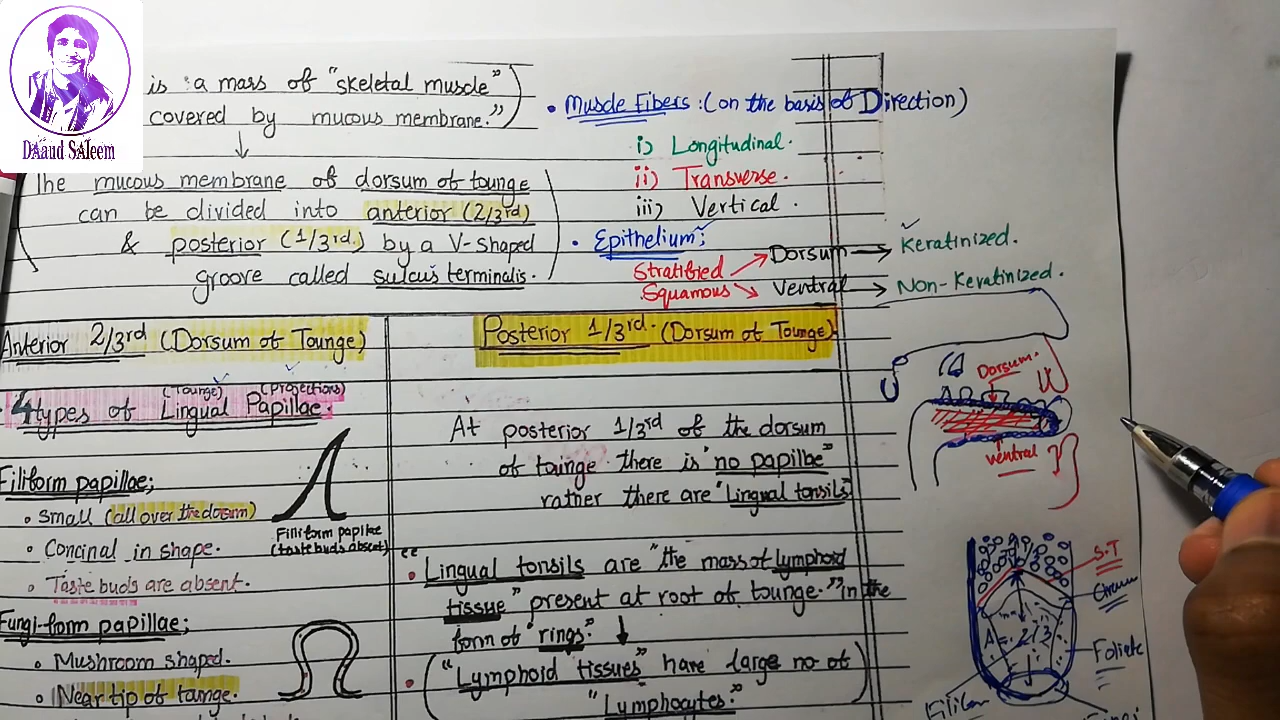 DAaud SAleem
is a mass of "skeletal muscle"
covered by mucous membrane."
The mucous membrane of dorsum of tounge
can be divided into anterior (2/3rd)
& posterior (1/3rd.) by a V-shaped
groove called sulcus terminalis.
• Muscle Fibers: (on the basis of Direction)
i) Longitudinal.
ii) Transverse.
iii) Vertical.
• Epithelium;
Stratified Squamous
Dorsum → Keratinized.
Ventral → Non-Keratinized.
Anterior 2/3rd (Dorsum of Tounge)
(Tounge) (projections)
4 types of Lingual Papillae.
Filiform papillae;
• Small (all over the dorsum)
• Concinal in shape.
• Taste buds are absent.
Filiform papilae
(taste buds absent)
Fungi-form papillae;
• Mushroom shaped.
• Near tip of tounge.
Posterior 1/3rd. (Dorsum of Tounge)
At posterior 1/3rd of the dorsum
of tounge there is "no papillae"
rather there are "Lingual tonsils"
• Lingual tonsils are "the mass of lymphoid
tissue" present at root of tounge." in the
form of "rings".
• ("Lymphoid tissues" have large no of
"Lymphocytes."
Dorsum.
ventral
S.T
A = 2/3
Foliate